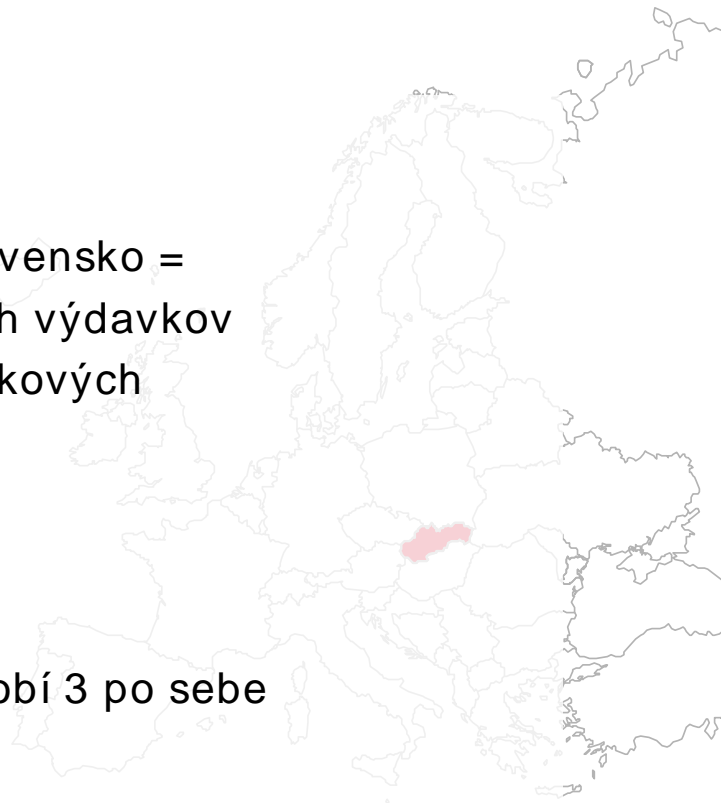 vensko =
h výdavkov
kových
obí 3 po sebe